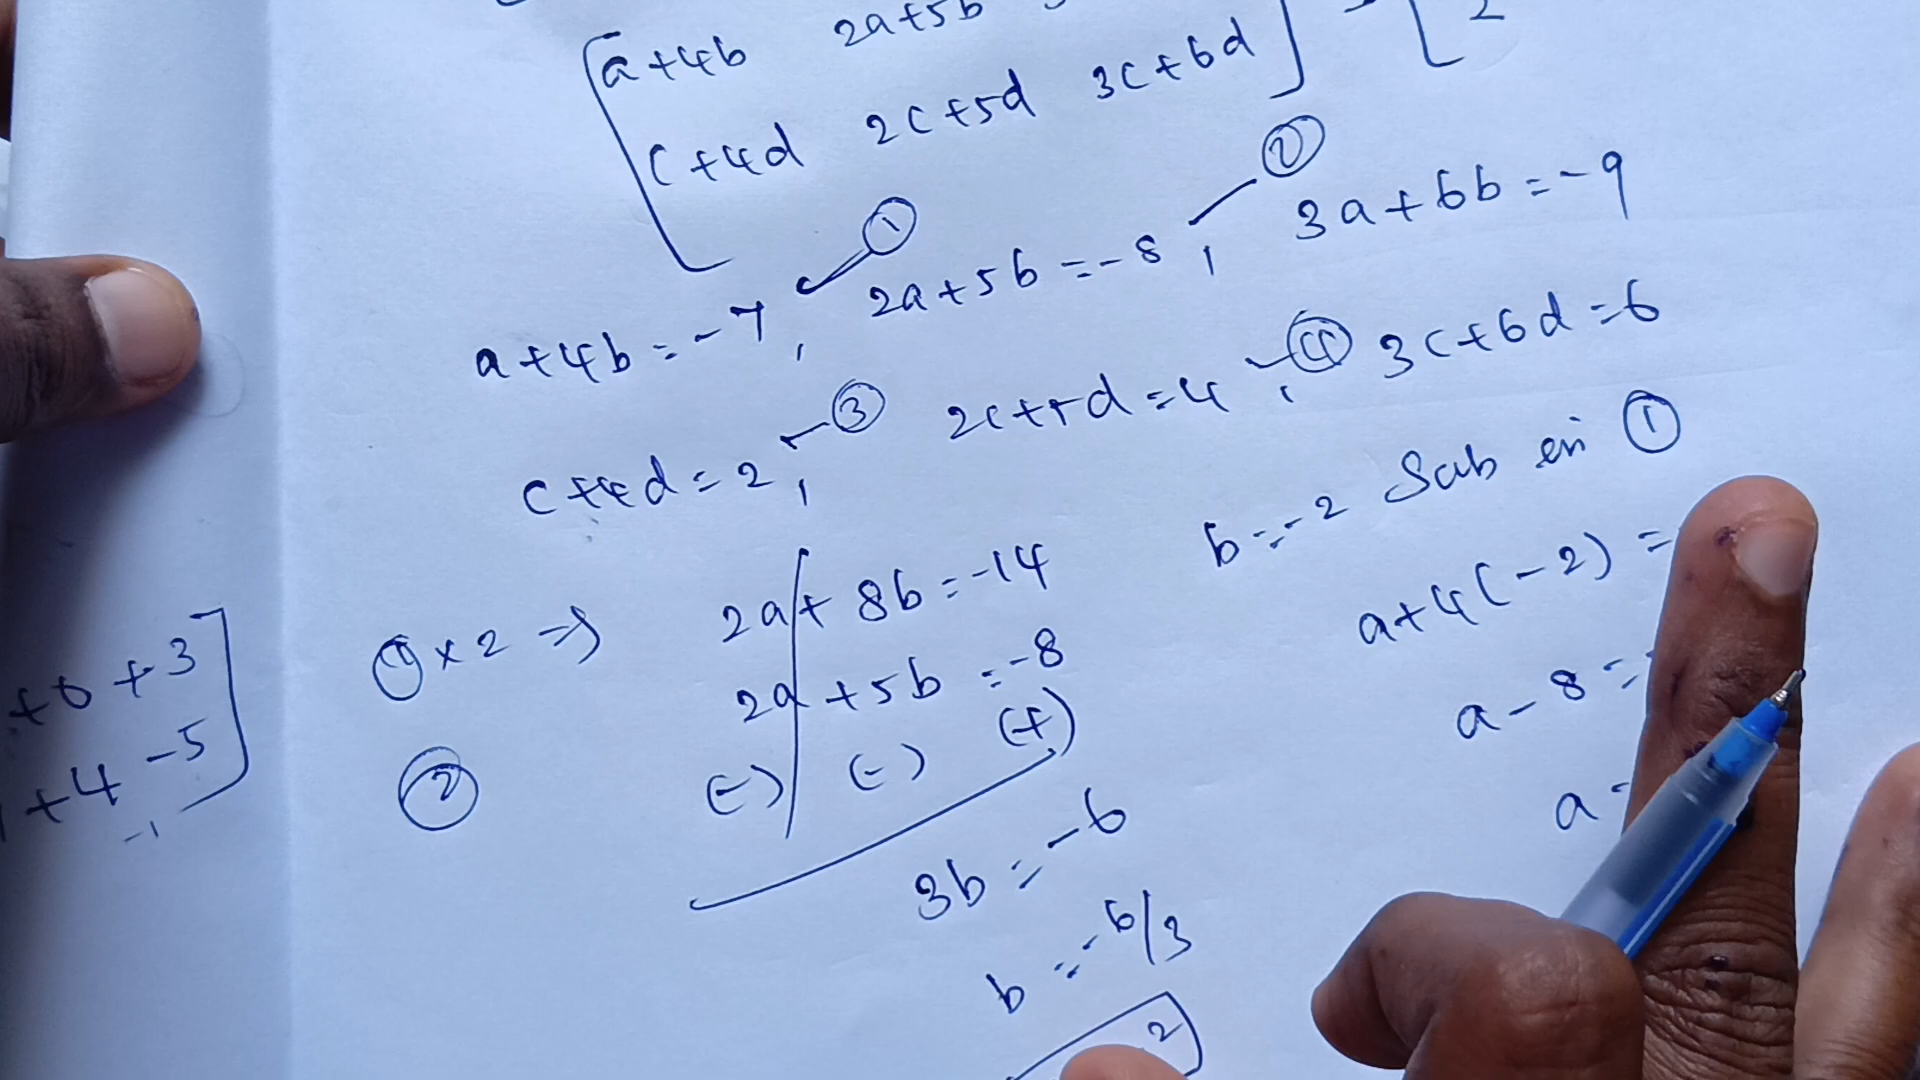 a+4b 2a+5b
c+4d 2c+5d 3c+6d ] [ 2
① ②
a+4b=-7, 2a+5b=-8, 3a+6b=-9
③ ④
c+4d=2, 2c+5d=4, 3c+6d=6
①×2 ⇒ 2a+8b=-14
② 2a+5b=-8
(-) (-) (+)
3b=-6
b=-6/3
2
b=-2 Sub in ①
a+4(-2)=
a-8=
a=
+6+3]
+4-5
-1